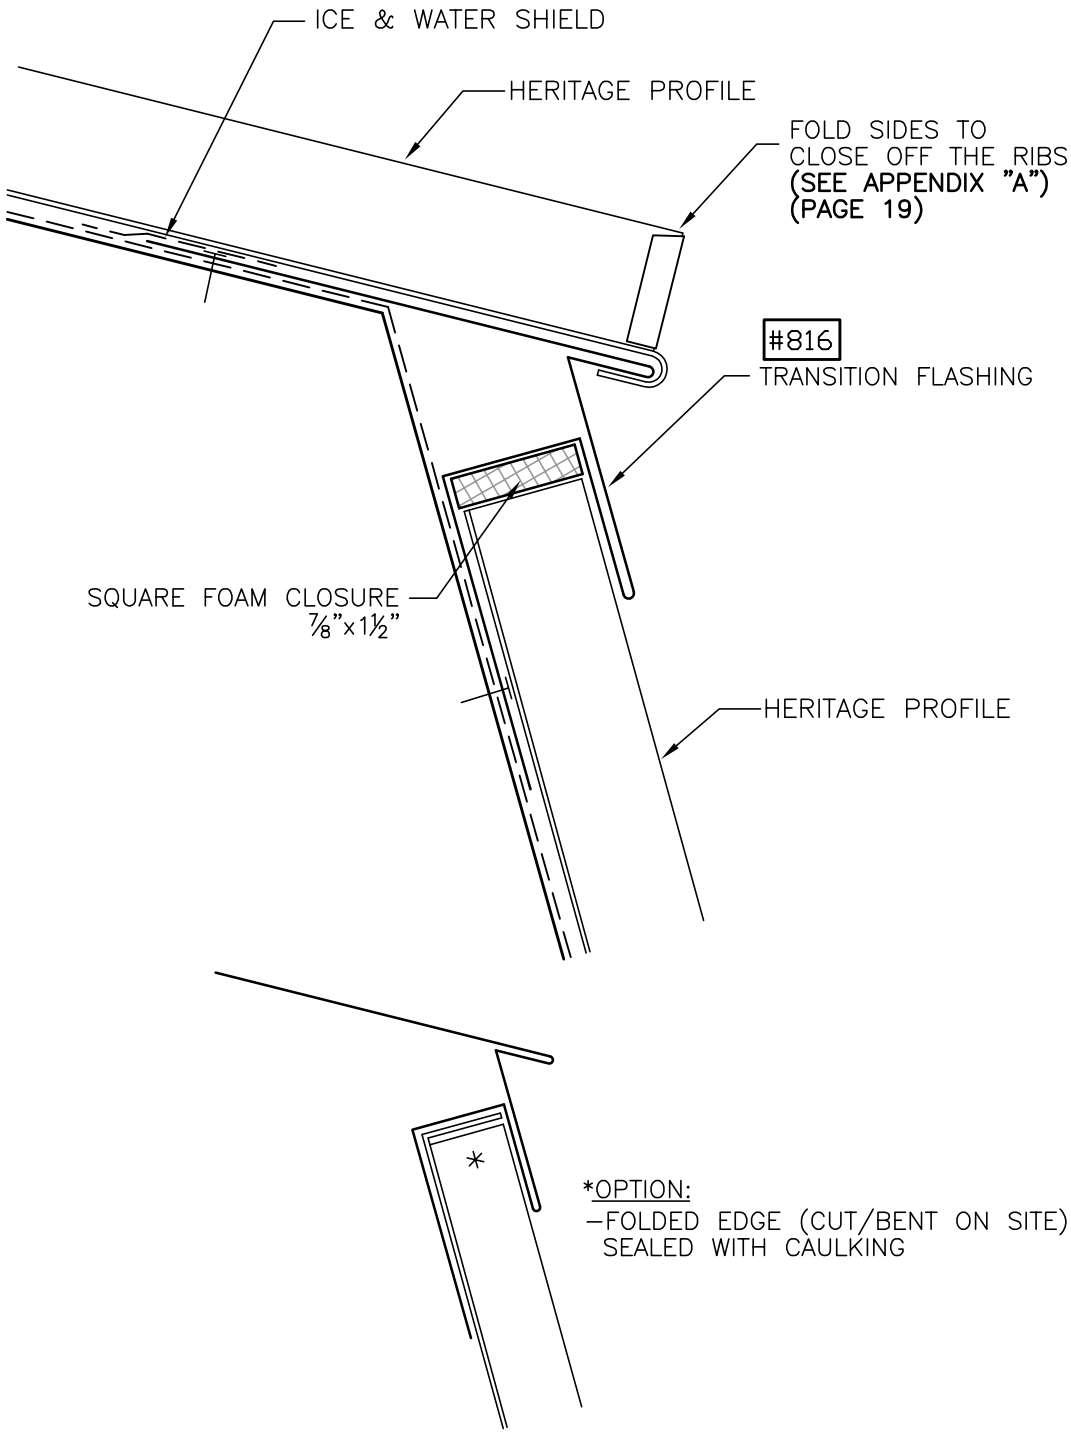 ICE & WATER SHIELD
HERITAGE PROFILE
FOLD SIDES TO
CLOSE OFF THE RIBS
(SEE APPENDIX "A")
(PAGE 19)
#816
TRANSITION FLASHING
SQUARE FOAM CLOSURE
⅞"x1½"
HERITAGE PROFILE
*
*OPTION:
-FOLDED EDGE (CUT/BENT ON SITE)
SEALED WITH CAULKING